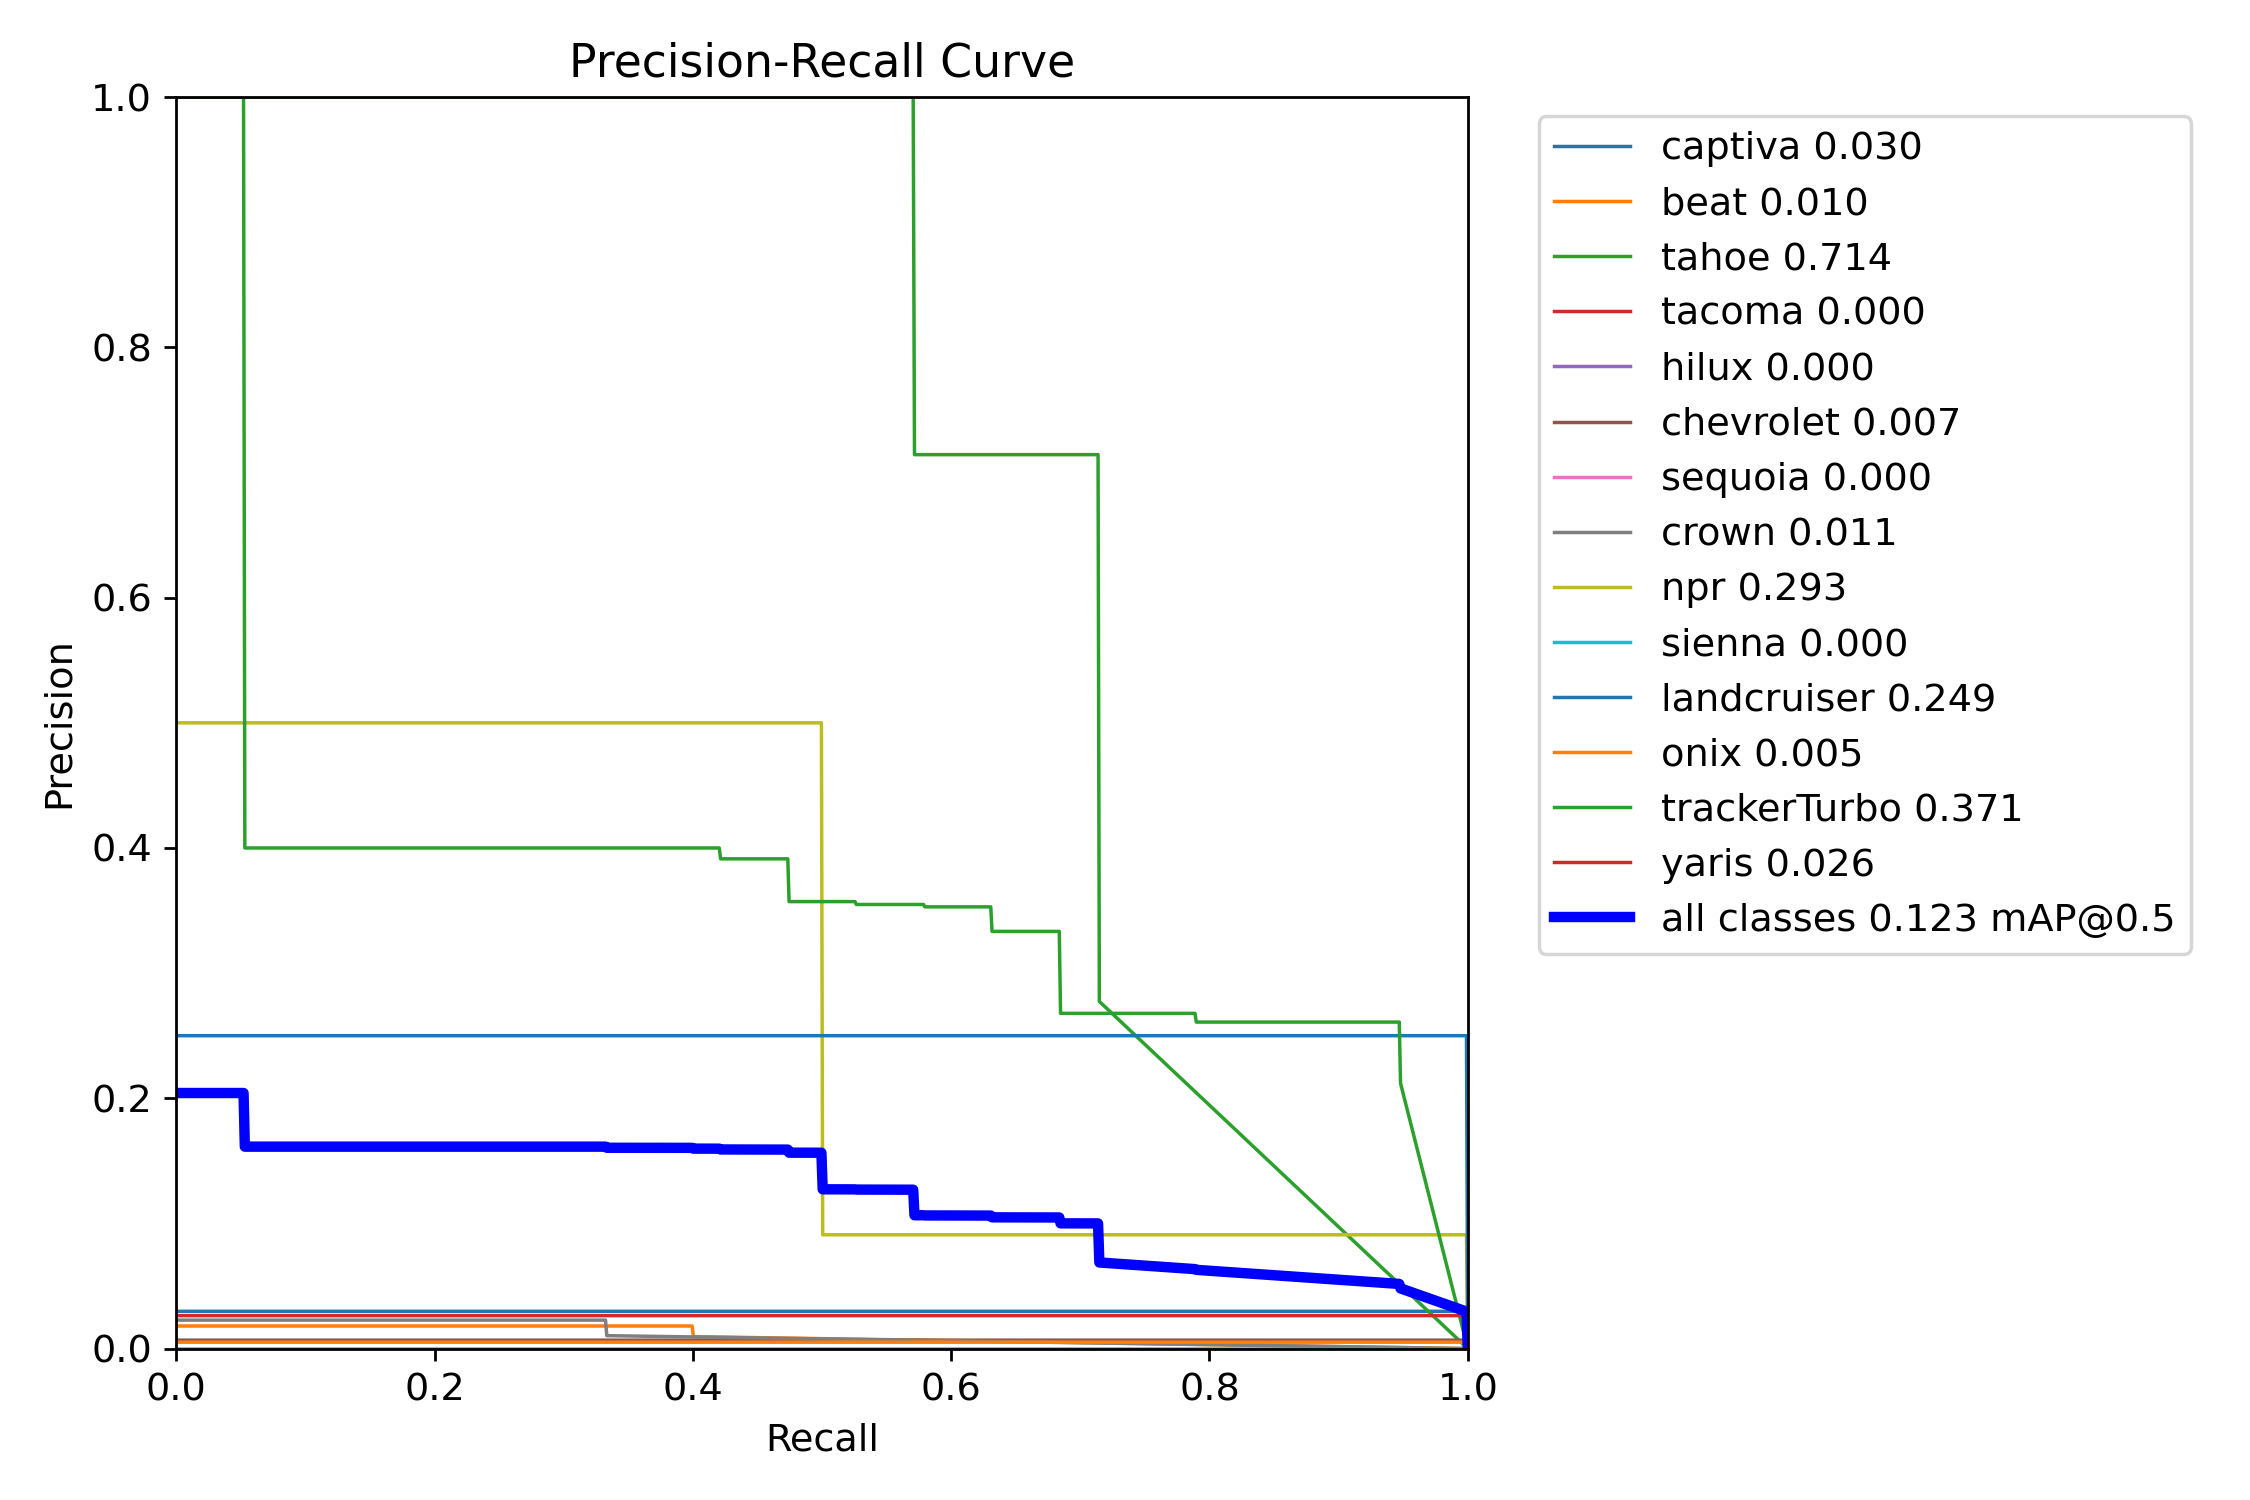 Precision-Recall Curve
1.0
0.8
0.6
0.4
0.2
0.0
Precision
0.0 0.2 0.4 0.6 0.8 1.0
Recall
captiva 0.030
beat 0.010
tahoe 0.714
tacoma 0.000
hilux 0.000
chevrolet 0.007
sequoia 0.000
crown 0.011
npr 0.293
sienna 0.000
landcruiser 0.249
onix 0.005
trackerTurbo 0.371
yaris 0.026
all classes 0.123 mAP@0.5